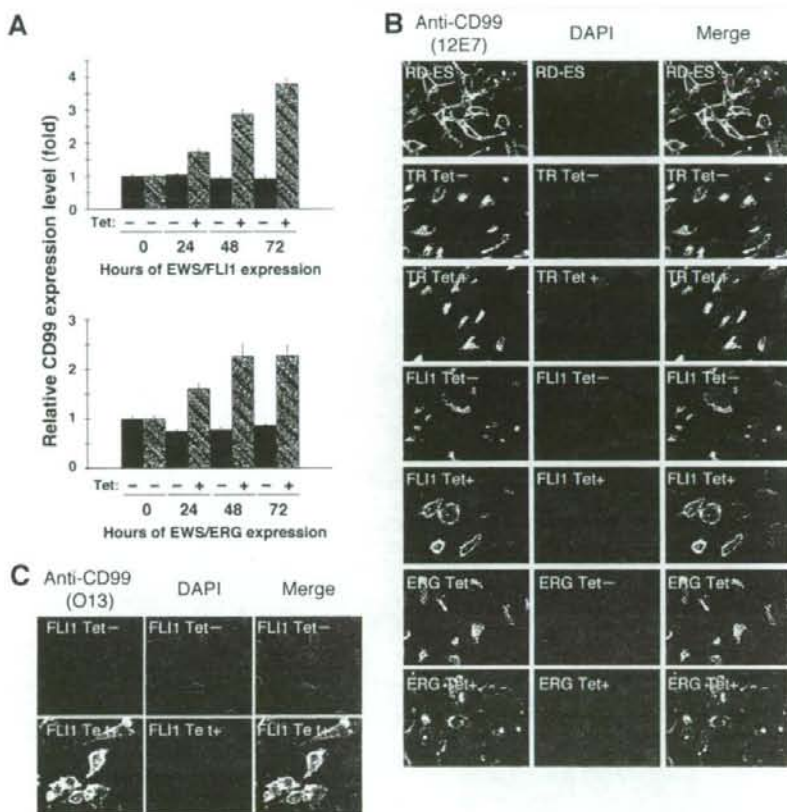 A
Relative CD99 expression level (fold)
4
3
2
1
0
Tet: − − − + − + − +
0 24 48 72
Hours of EWS/FLI1 expression
3
2
1
0
Tet: − − − + − + − +
0 24 48 72
Hours of EWS/ERG expression
B
Anti-CD99 (12E7) DAPI Merge
RD-ES RD-ES RD-ES
TR Tet− TR Tet− TR Tet−
TR Tet+ TR Tet + TR Tet+
FLI1 Tet− FLI1 Tet− FLI1 Tet−
FLI1 Tet+ FLI1 Tet+ FLI1 Tet+
ERG Tet− ERG Tet− ERG Tet−
ERG Tet+ ERG Tet+ ERG Tet+
C
Anti-CD99 (O13) DAPI Merge
FLI1 Tet− FLI1 Tet− FLI1 Tet−
FLI1 Te t+ FLI1 Te t+ FLI1 Te t+